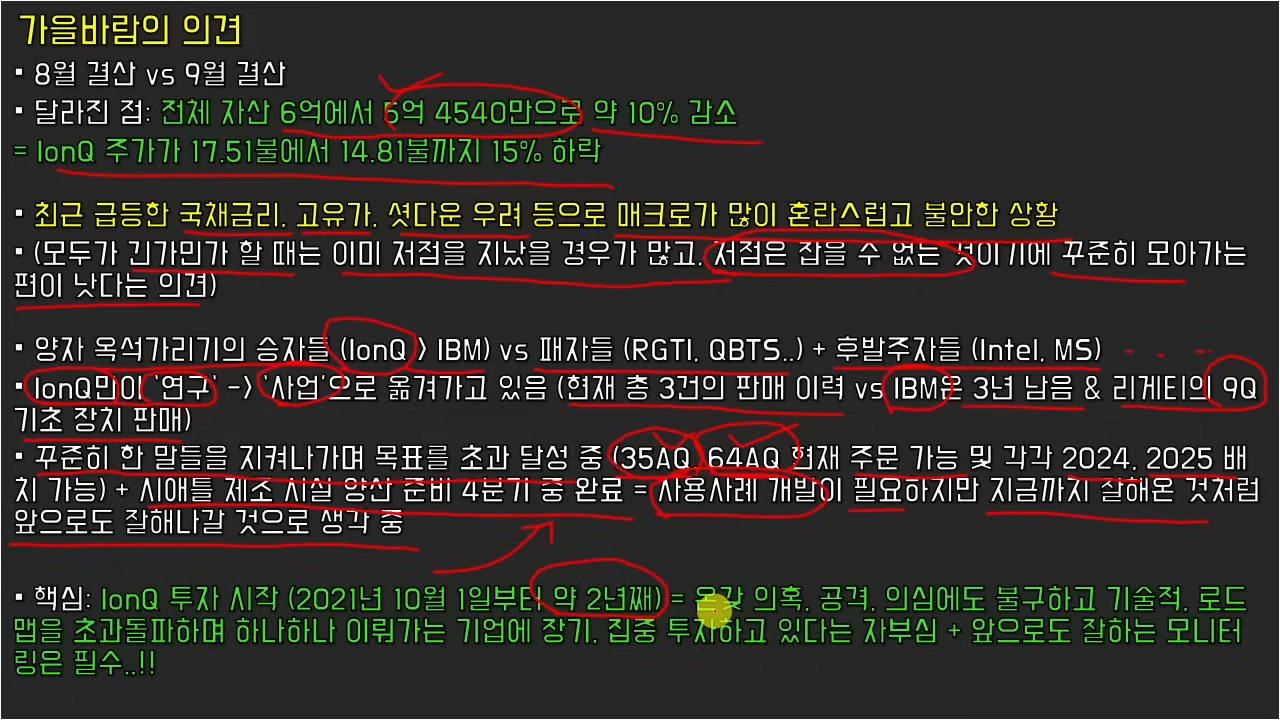 가을바람의 의견
▪ 8월 결산 vs 9월 결산
▪ 달라진 점: 전체 자산 6억에서 5억 4540만으로 약 10% 감소
= IonQ 주가가 17.51불에서 14.81불까지 15% 하락
▪ 최근 급등한 국채금리, 고유가, 셧다운 우려 등으로 매크로가 많이 혼란스럽고 불안한 상황
▪ (모두가 긴가민가 할 때는 이미 저점을 지났을 경우가 많고, 저점은 잡을 수 없는 것이기에 꾸준히 모아가는
편이 낫다는 의견)
▪ 양자 옥석가리기의 승자들 (IonQ > IBM) vs 패자들 (RGTI, QBTS..) + 후발주자들 (Intel, MS)
▪ IonQ만이 '연구' -> '사업'으로 옮겨가고 있음 (현재 총 3건의 판매 이력 vs IBM은 3년 남음 & 리게티의 9Q
기초 장치 판매)
▪ 꾸준히 한 말들을 지켜나가며 목표를 초과 달성 중 (35AQ, 64AQ 현재 주문 가능 및 각각 2024, 2025 배
치 가능) + 시애틀 제조 시설 양산 준비 4분기 중 완료 = 사용사례 개발이 필요하지만 지금까지 잘해온 것처럼
앞으로도 잘해나갈 것으로 생각 중
▪ 핵심: IonQ 투자 시작 (2021년 10월 1일부터 약 2년째) = 온갖 의혹, 공격, 의심에도 불구하고 기술적, 로드
맵을 초과돌파하며 하나하나 이뤄가는 기업에 장기, 집중 투자하고 있다는 자부심 + 앞으로도 잘하는 모니터
링은 필수..!!